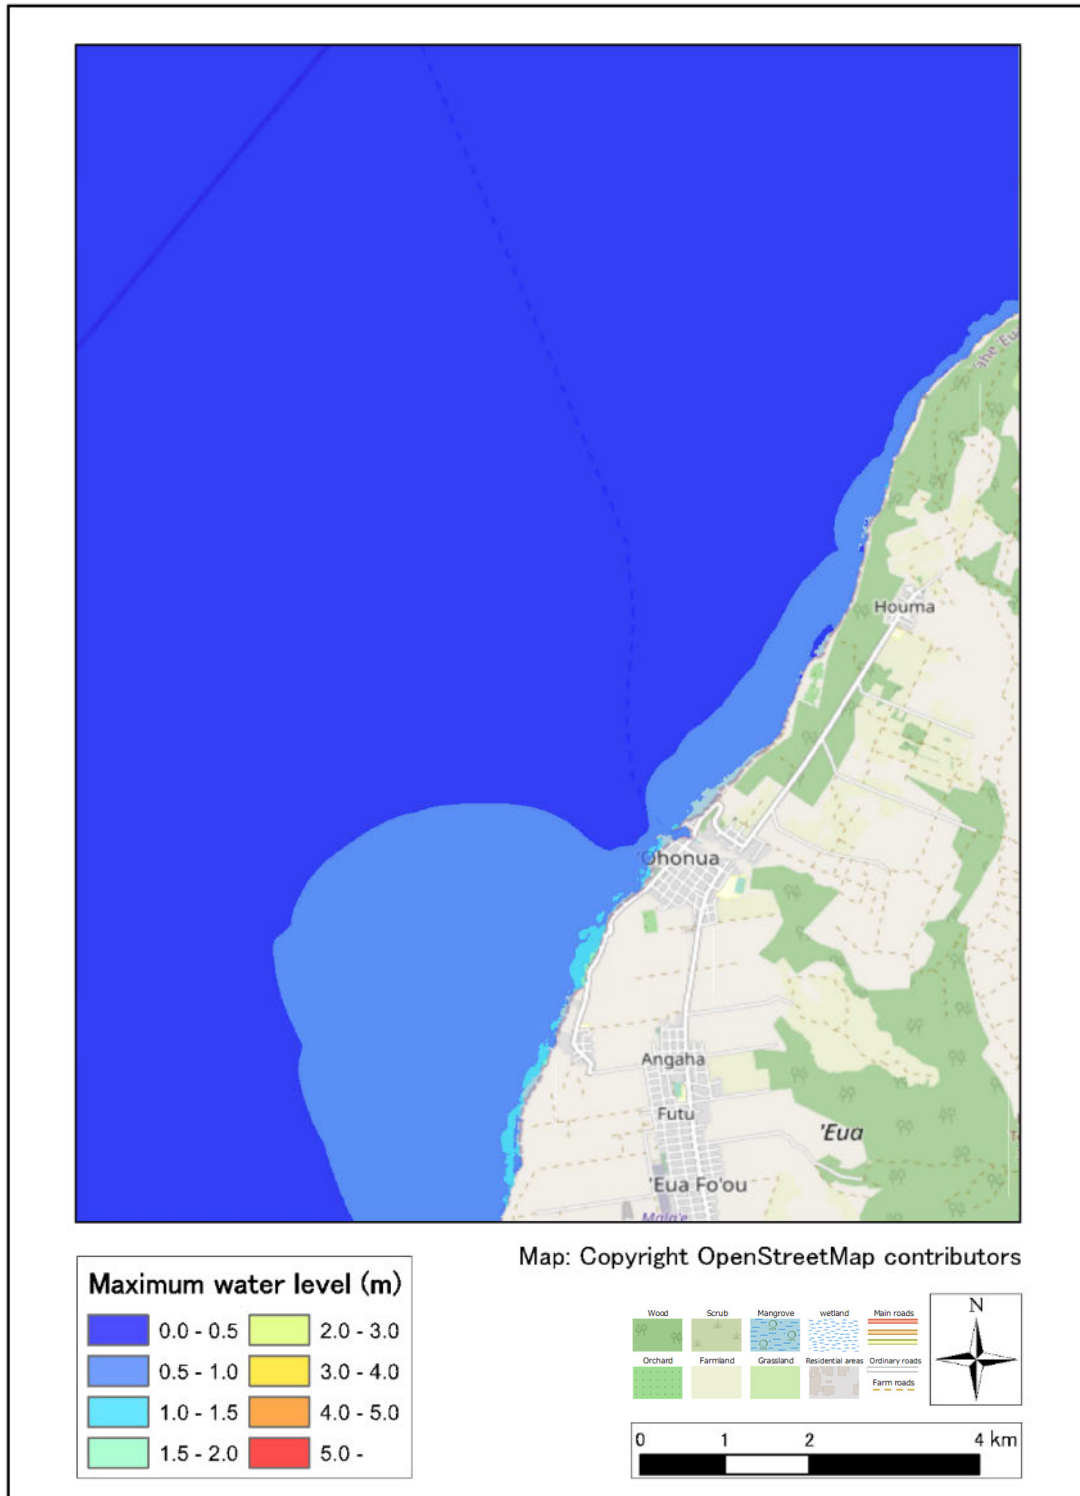 'ahe 'Eu
Houma
'Ohonua
Angaha
Futu
'Eua
'Eua Fo'ou
Mala'e
Map: Copyright OpenStreetMap contributors
Maximum water level (m)
0.0 - 0.5
2.0 - 3.0
0.5 - 1.0
3.0 - 4.0
1.0 - 1.5
4.0 - 5.0
1.5 - 2.0
5.0 -
Wood
Scrub
Mangrove
wetland
Main roads
Orchard
Farmland
Grassland
Residential areas
Ordinary roads
Farm roads
N
0 1 2 4 km